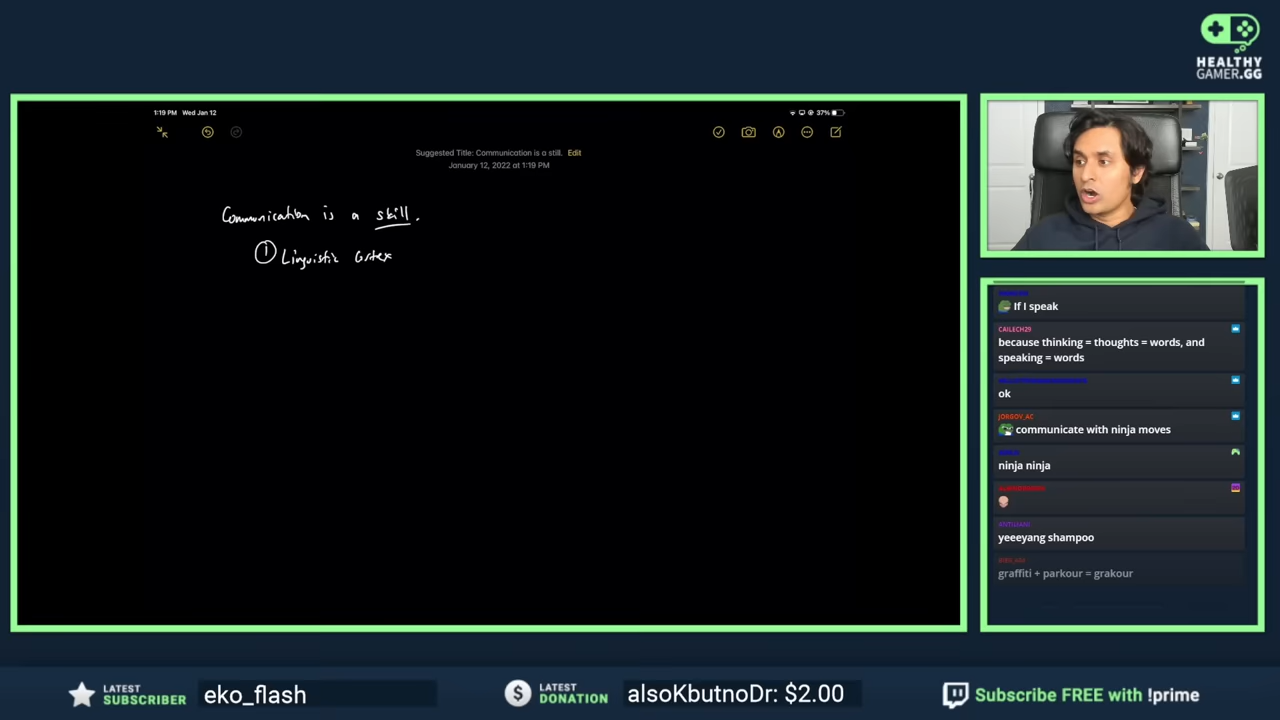 HEALTHY
GAMER.GG
1:19 PM Wed Jan 12
37%
Suggested Title: Communication is a still. Edit
January 12, 2022 at 1:19 PM
Communication is a skill.
① Linguistic Cortex
If I speak
CAILECH29
because thinking = thoughts = words, and
speaking = words
ok
JORGOV_AC
communicate with ninja moves
ninja ninja
yeeeyang shampoo
graffiti + parkour = grakour
LATEST
SUBSCRIBER
eko_flash
LATEST
DONATION
alsoKbutnoDr: $2.00
Subscribe FREE with !prime